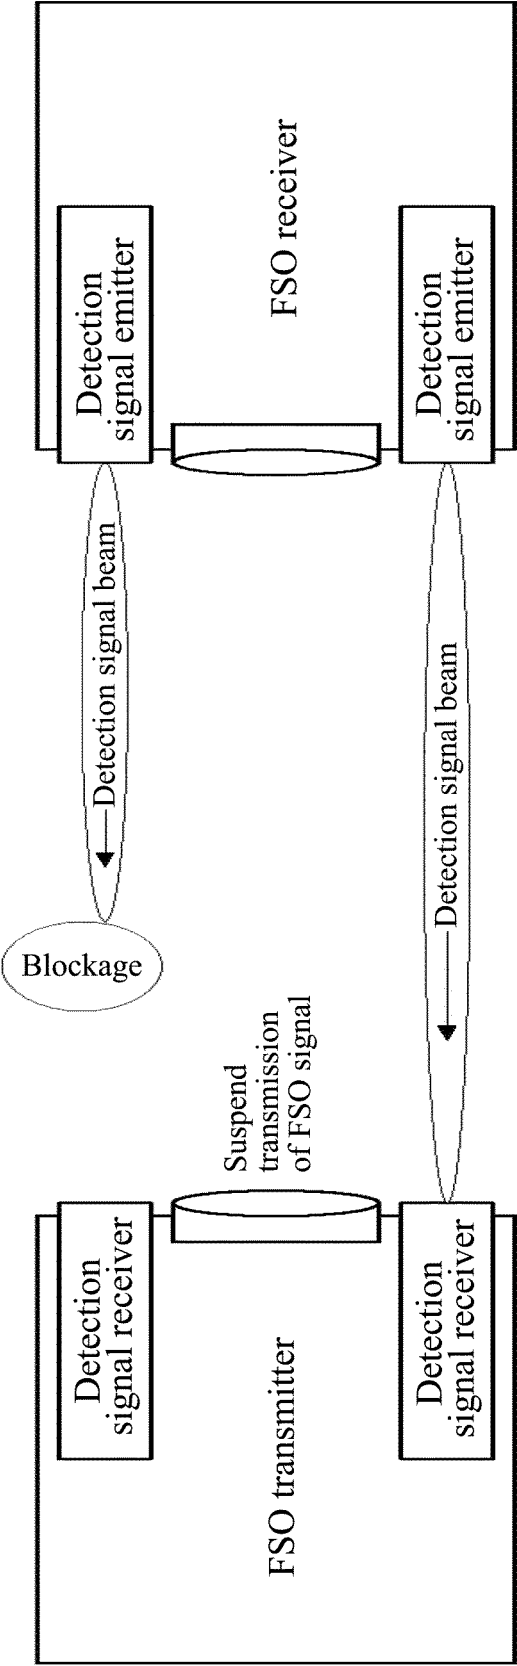 Detection
signal receiver
FSO transmitter
Detection
signal receiver
Suspend
transmission
of FSO signal
Blockage
Detection signal beam
Detection signal beam
Detection
signal emitter
FSO receiver
Detection
signal emitter